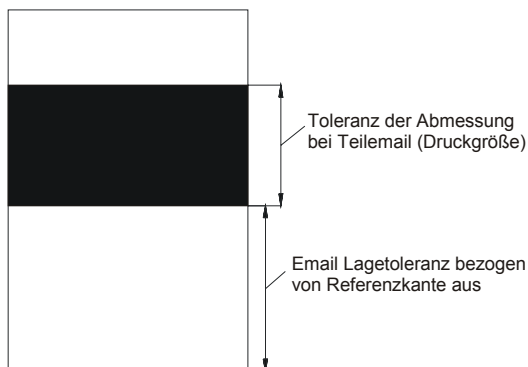 Toleranz der Abmessung
bei Teilemail (Druckgröße)
Email Lagetoleranz bezogen
von Referenzkante aus